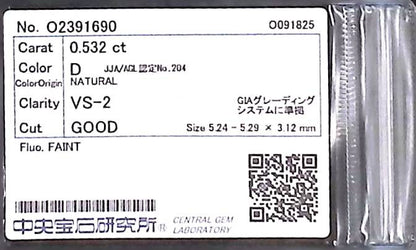 No. O2391690 O091825
Carat 0.532 ct
Color D JJA/AGL認定No.204
ColorOrigin NATURAL
Clarity VS-2 GIAグレーディング
システムに準拠
Cut GOOD Size 5.24 - 5.29 × 3.12 mm
Fluo. FAINT
中央宝石研究所® CENTRAL GEM
LABORATORY